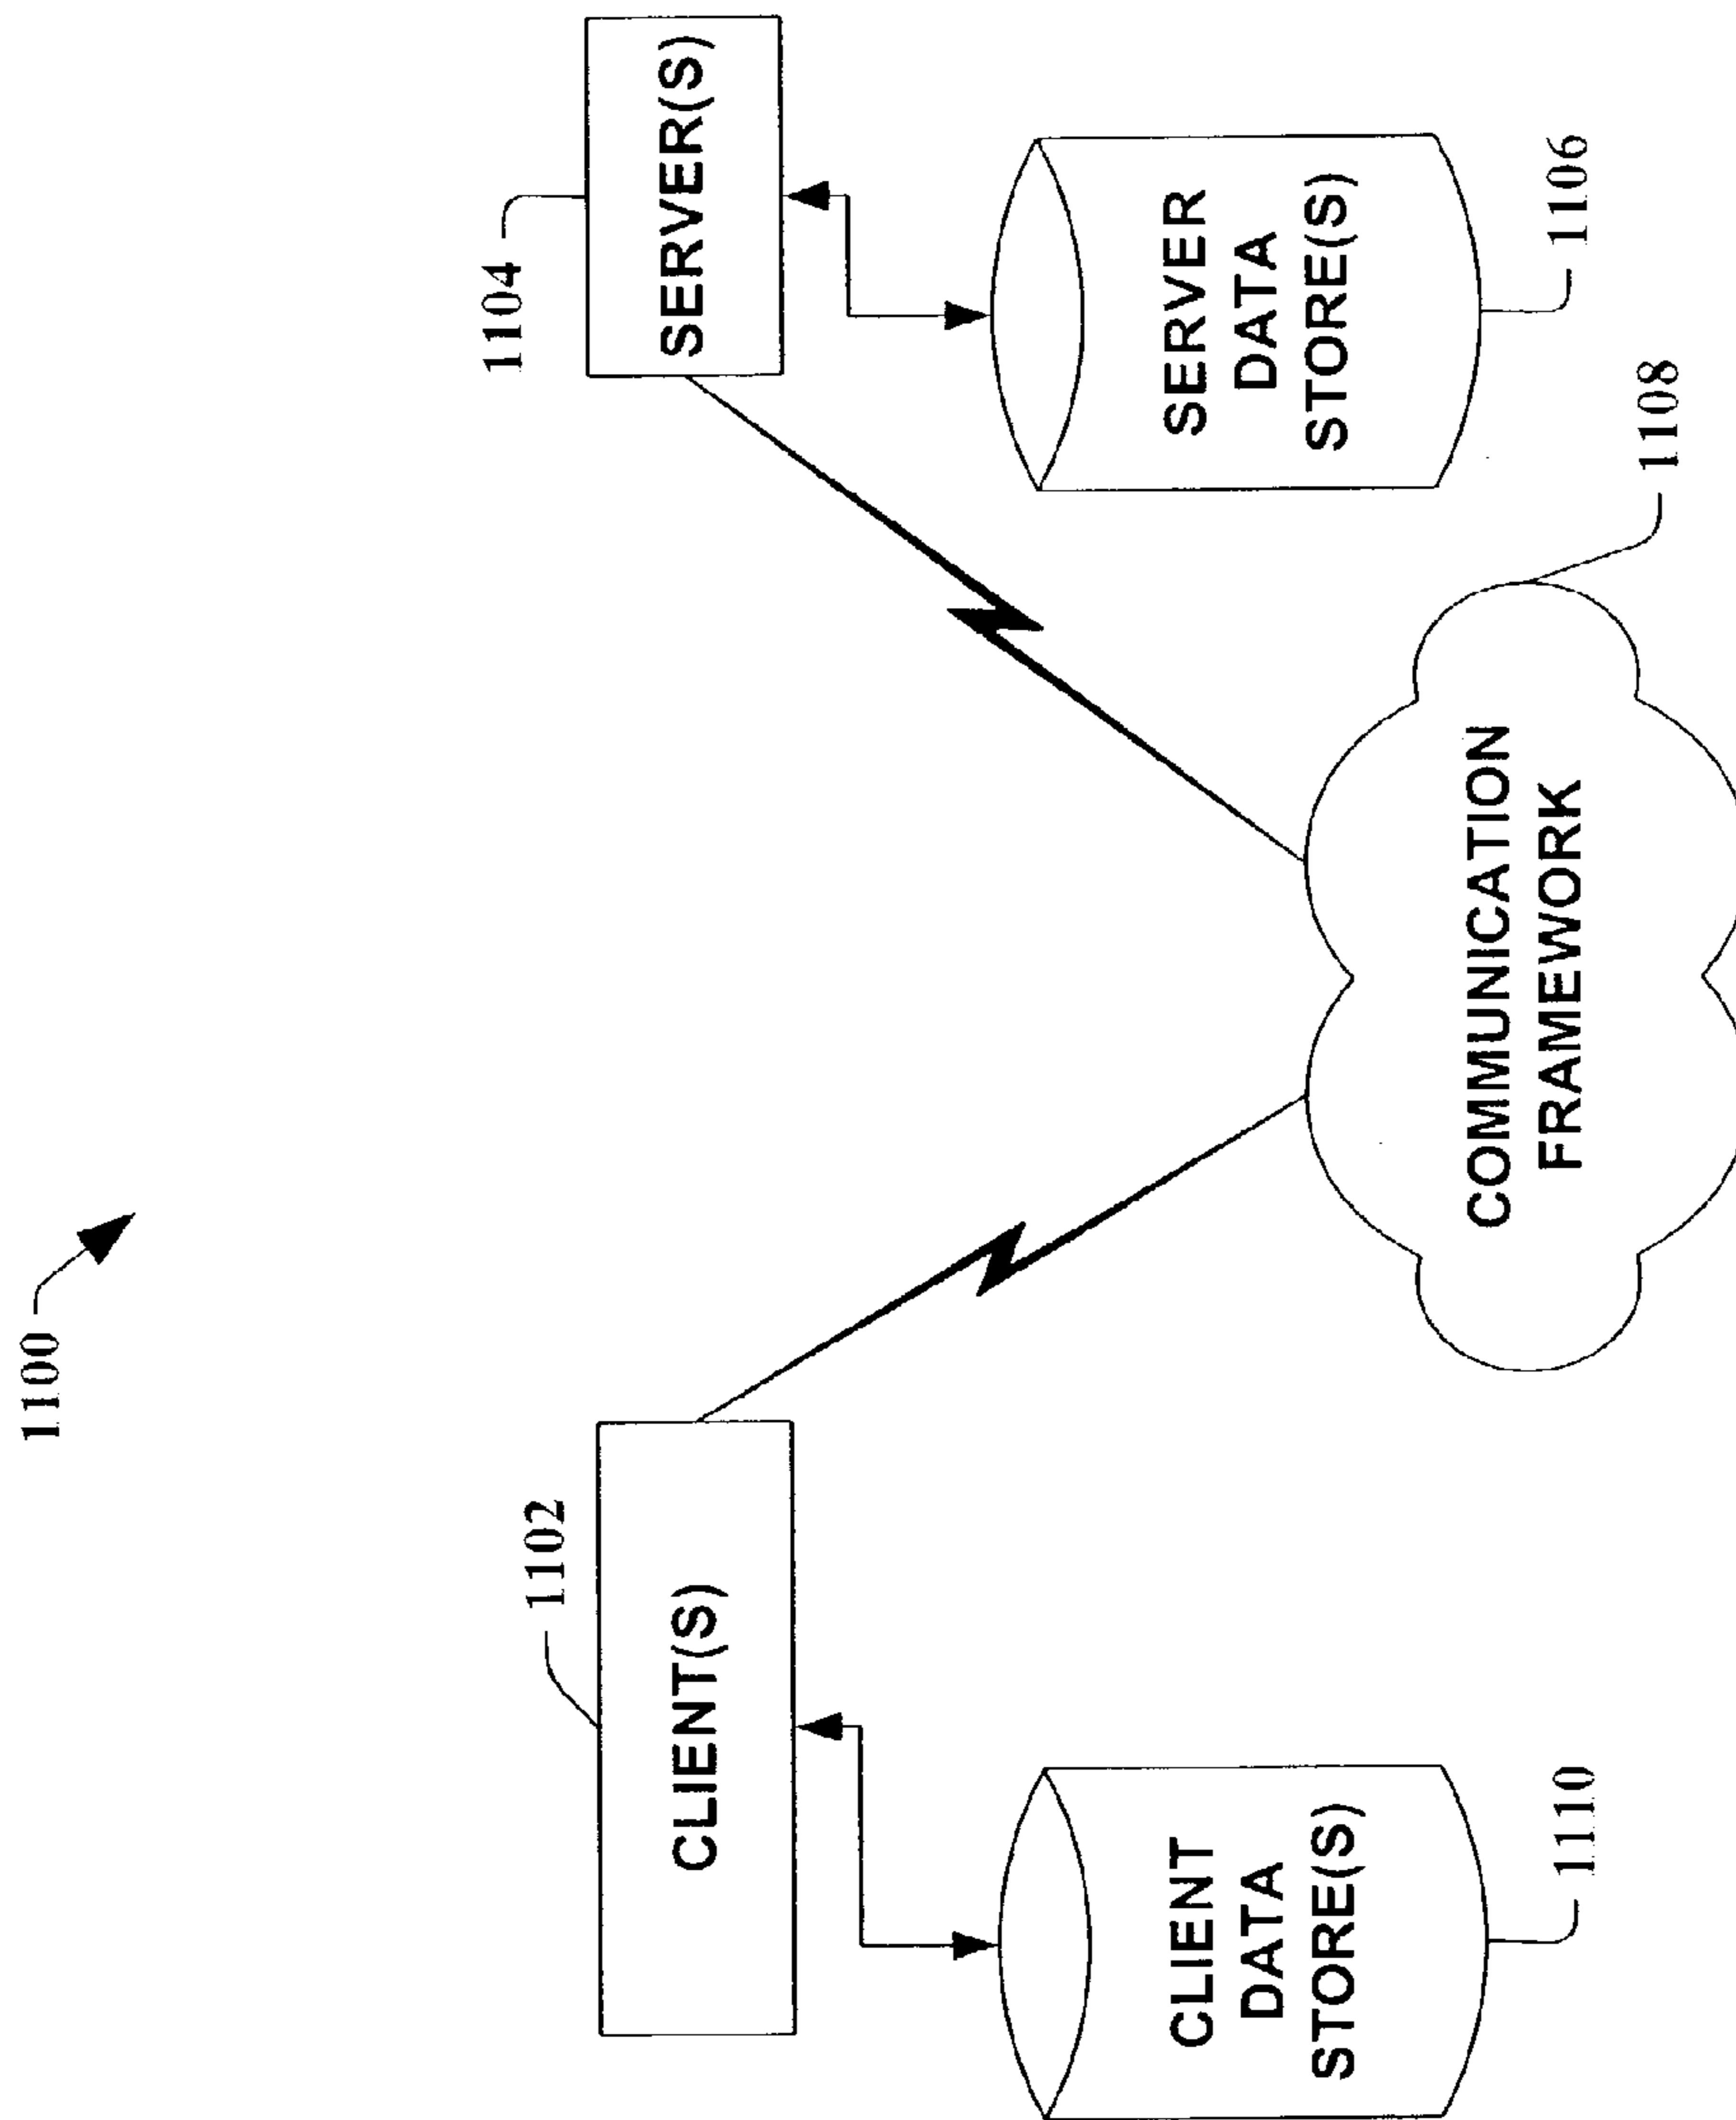 1100
1102
CLIENT(S)
1104
SERVER(S)
CLIENT
DATA
STORE(S)
1110
SERVER
DATA
STORE(S)
1106
COMMUNICATION
FRAMEWORK
1108